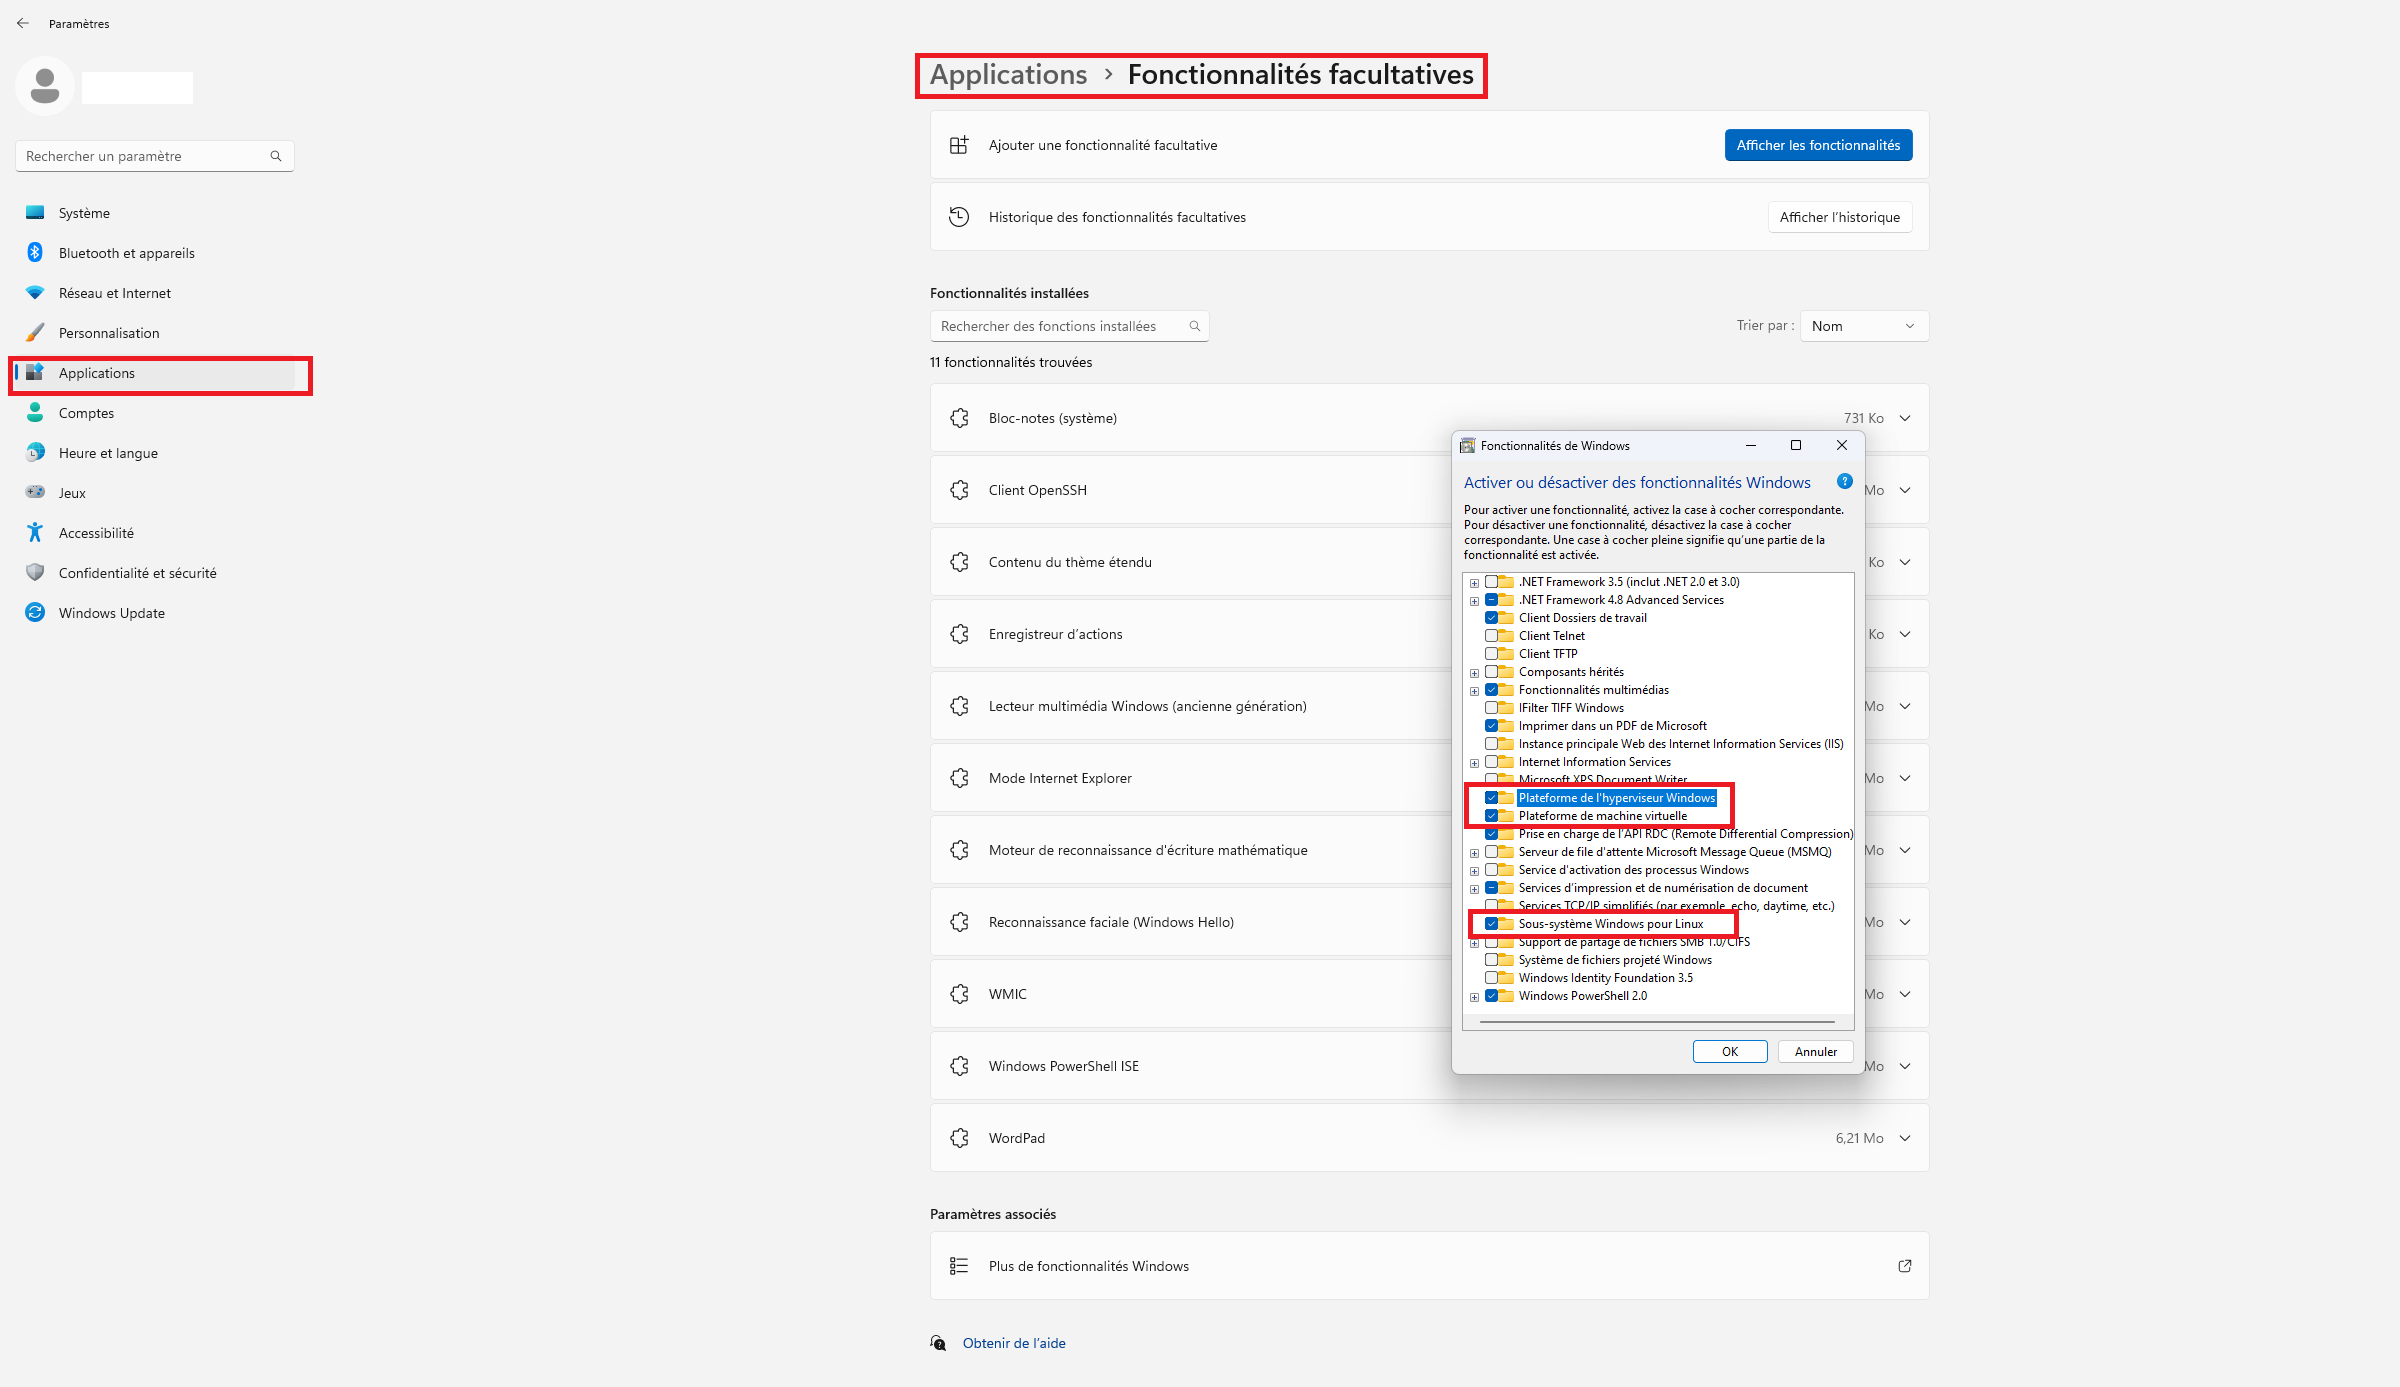 Paramètres
Rechercher un paramètre
Système
Bluetooth et appareils
Réseau et Internet
Personnalisation
Applications
Comptes
Heure et langue
Jeux
Accessibilité
Confidentialité et sécurité
Windows Update
Applications > Fonctionnalités facultatives
Ajouter une fonctionnalité facultative
Afficher les fonctionnalités
Historique des fonctionnalités facultatives
Afficher l'historique
Fonctionnalités installées
Rechercher des fonctions installées
Trier par :
Nom
11 fonctionnalités trouvées
Bloc-notes (système)
731 Ko
Client OpenSSH
Mo
Contenu du thème étendu
Ko
Enregistreur d'actions
Ko
Lecteur multimédia Windows (ancienne génération)
Mo
Mode Internet Explorer
Mo
Moteur de reconnaissance d'écriture mathématique
Mo
Reconnaissance faciale (Windows Hello)
Mo
WMIC
Mo
Windows PowerShell ISE
Mo
WordPad
6,21 Mo
Paramètres associés
Plus de fonctionnalités Windows
Obtenir de l'aide
Fonctionnalités de Windows
Activer ou désactiver des fonctionnalités Windows
Pour activer une fonctionnalité, activez la case à cocher correspondante.
Pour désactiver une fonctionnalité, désactivez la case à cocher
correspondante. Une case à cocher pleine signifie qu'une partie de la
fonctionnalité est activée.
.NET Framework 3.5 (inclut .NET 2.0 et 3.0)
.NET Framework 4.8 Advanced Services
Client Dossiers de travail
Client Telnet
Client TFTP
Composants hérités
Fonctionnalités multimédias
IFilter TIFF Windows
Imprimer dans un PDF de Microsoft
Instance principale Web des Internet Information Services (IIS)
Internet Information Services
Microsoft XPS Document Writer
Plateforme de l'hyperviseur Windows
Plateforme de machine virtuelle
Prise en charge de l'API RDC (Remote Differential Compression)
Serveur de file d'attente Microsoft Message Queue (MSMQ)
Service d'activation des processus Windows
Services d'impression et de numérisation de document
Services TCP/IP simplifiés (par exemple, echo, daytime, etc.)
Sous-système Windows pour Linux
Support de partage de fichiers SMB 1.0/CIFS
Système de fichiers projeté Windows
Windows Identity Foundation 3.5
Windows PowerShell 2.0
OK
Annuler